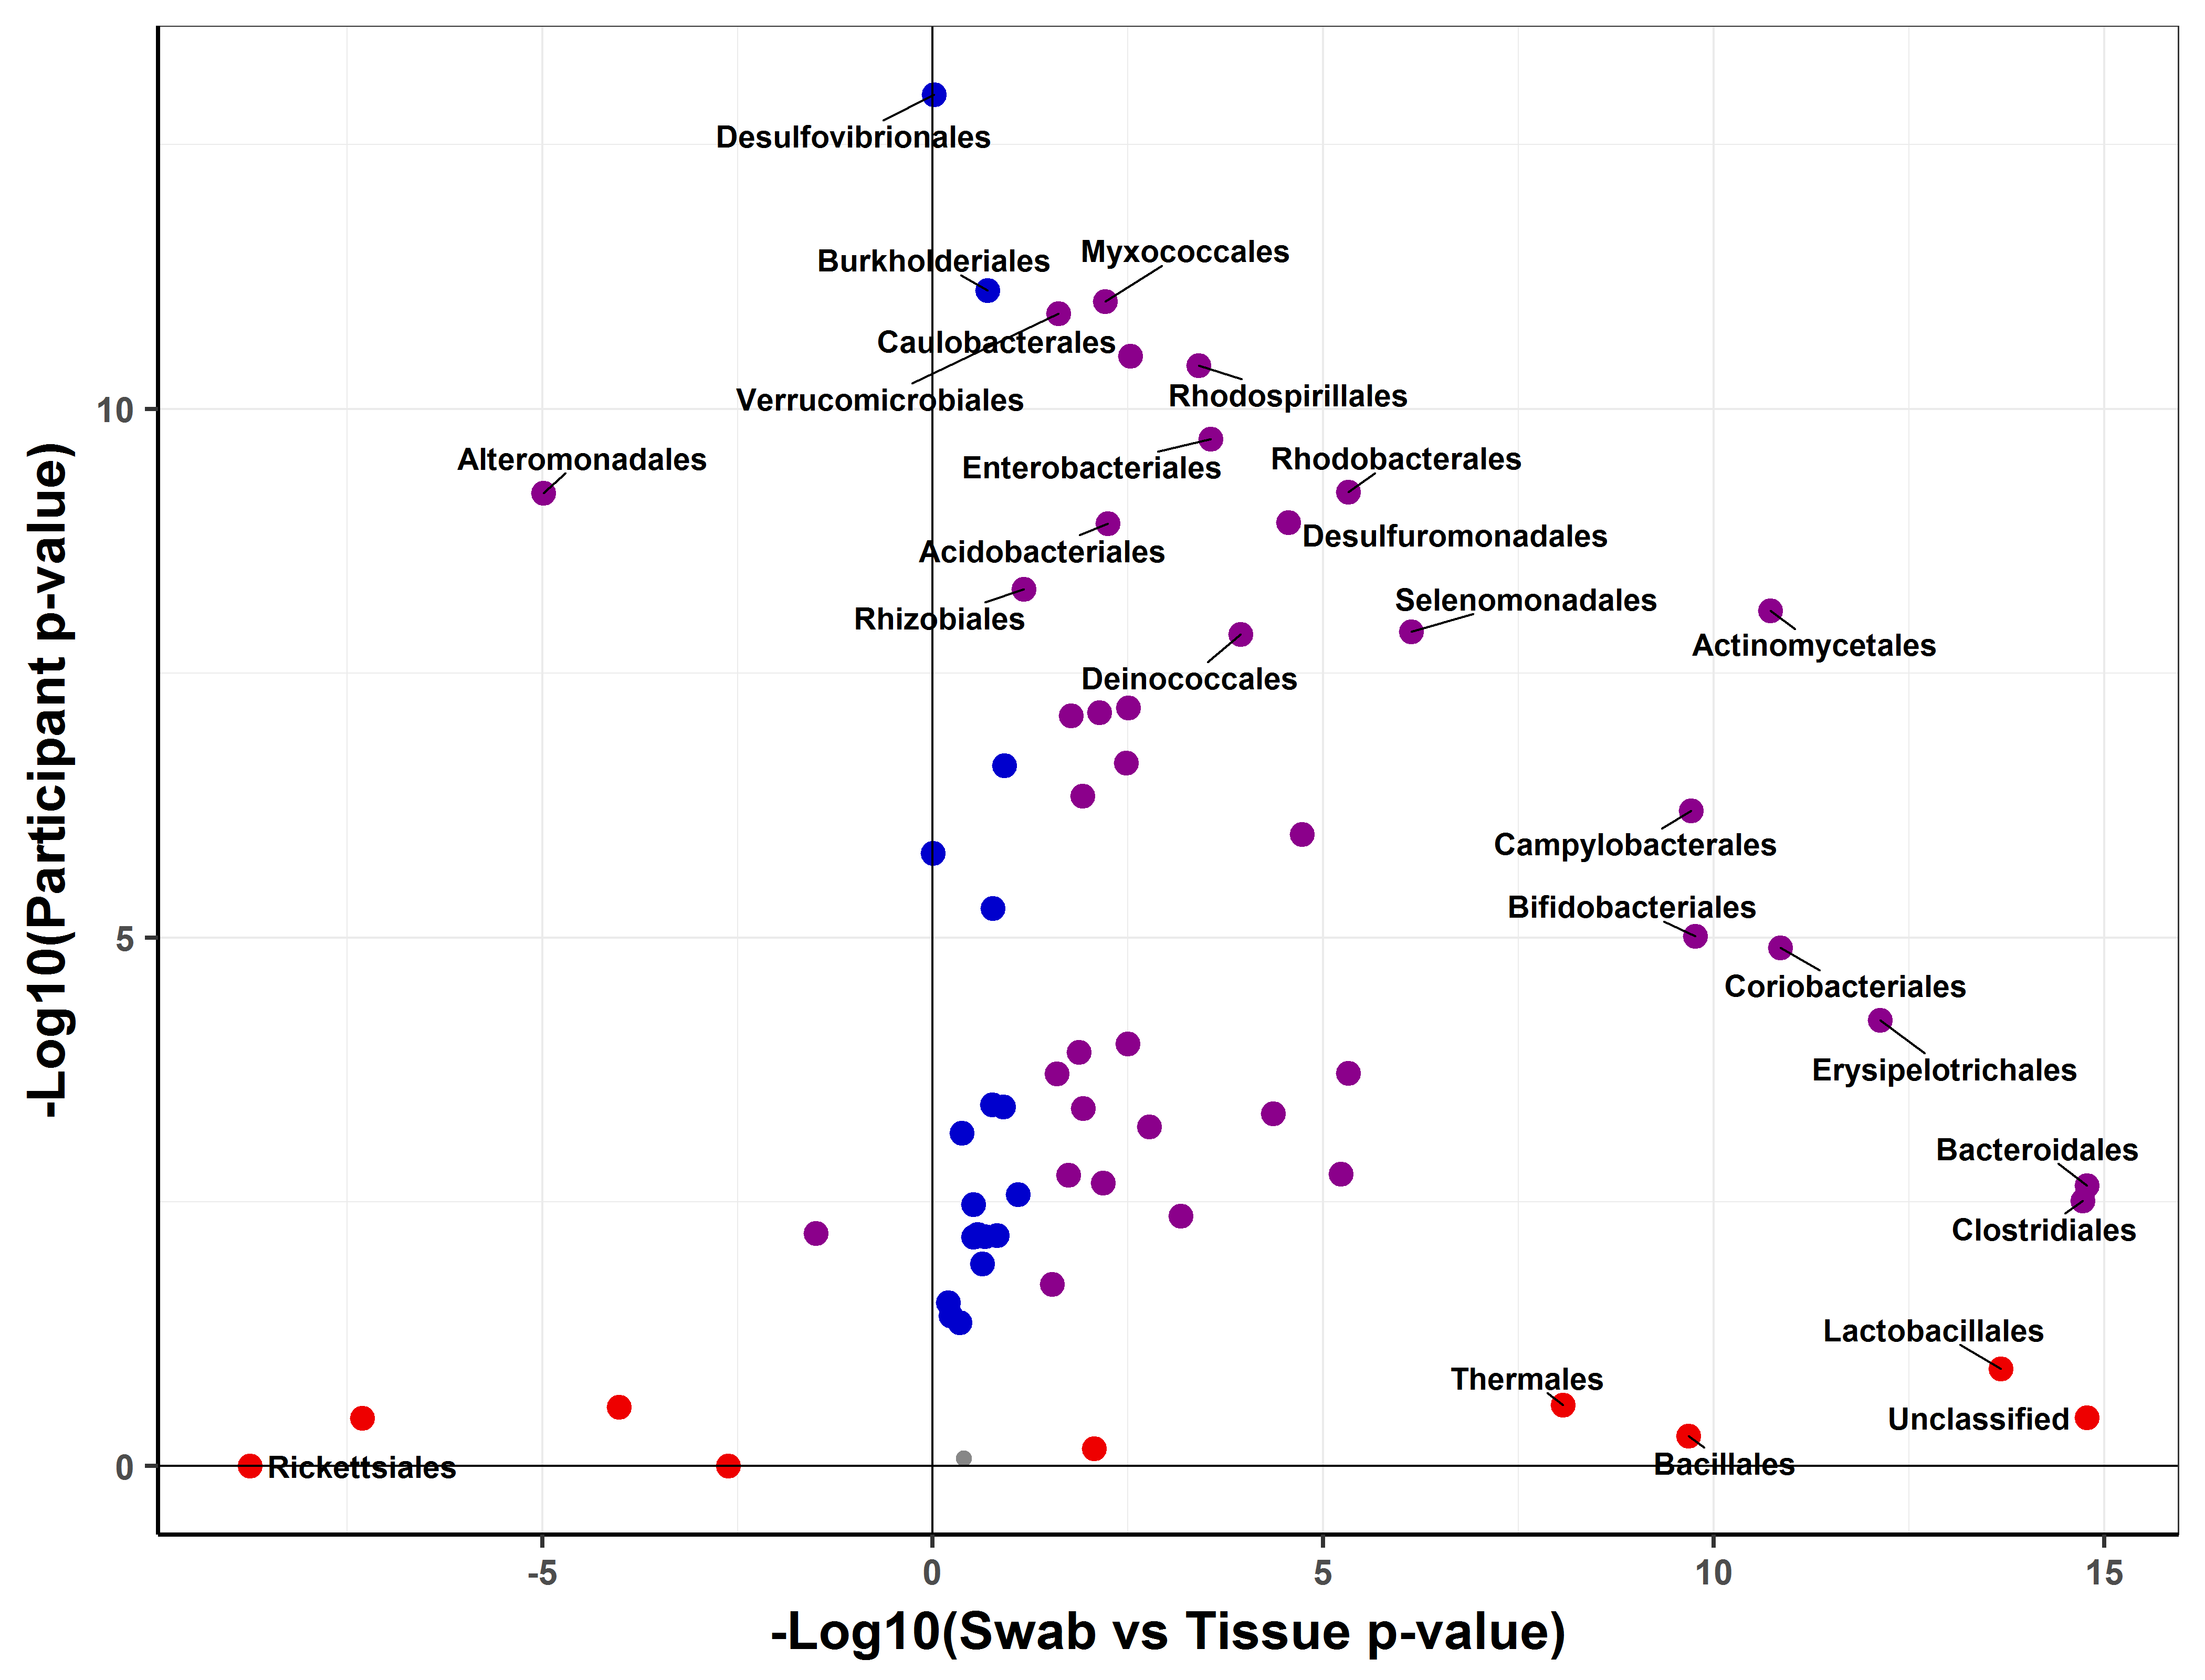 Desulfovibrionales
Burkholderiales
Myxococcales
Caulobacterales
Verrucomicrobiales
Rhodospirillales
Alteromonadales
Enterobacteriales
Rhodobacterales
Acidobacteriales
Desulfuromonadales
Rhizobiales
Selenomonadales
Actinomycetales
Deinococcales
Campylobacterales
Bifidobacteriales
Coriobacteriales
Erysipelotrichales
Bacteroidales
Clostridiales
Lactobacillales
Thermales
Unclassified
Bacillales
Rickettsiales
10
5
0
-5
0
5
10
15
-Log10(Swab vs Tissue p-value)
-Log10(Participant p-value)